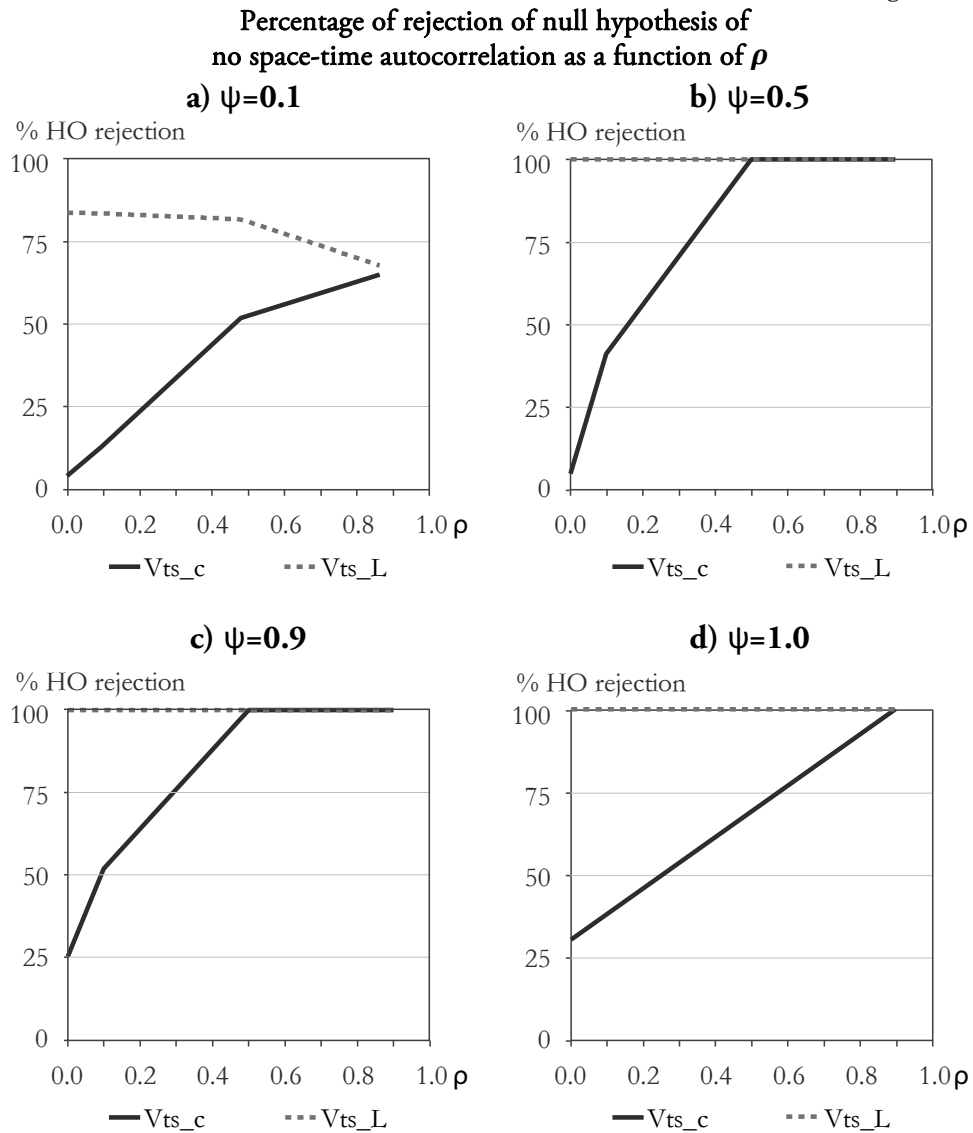 Percentage of rejection of null hypothesis of
no space-time autocorrelation as a function of ρ
a) ψ=0.1
% HO rejection
100
75
50
25
0
0.0 0.2 0.4 0.6 0.8 1.0 ρ
Vts_c Vts_L
b) ψ=0.5
% HO rejection
100
75
50
25
0
0.0 0.2 0.4 0.6 0.8 1.0 ρ
Vts_c Vts_L
c) ψ=0.9
% HO rejection
100
75
50
25
0
0.0 0.2 0.4 0.6 0.8 1.0 ρ
Vts_c Vts_L
d) ψ=1.0
% HO rejection
100
75
50
25
0
0.0 0.2 0.4 0.6 0.8 1.0 ρ
Vts_c Vts_L